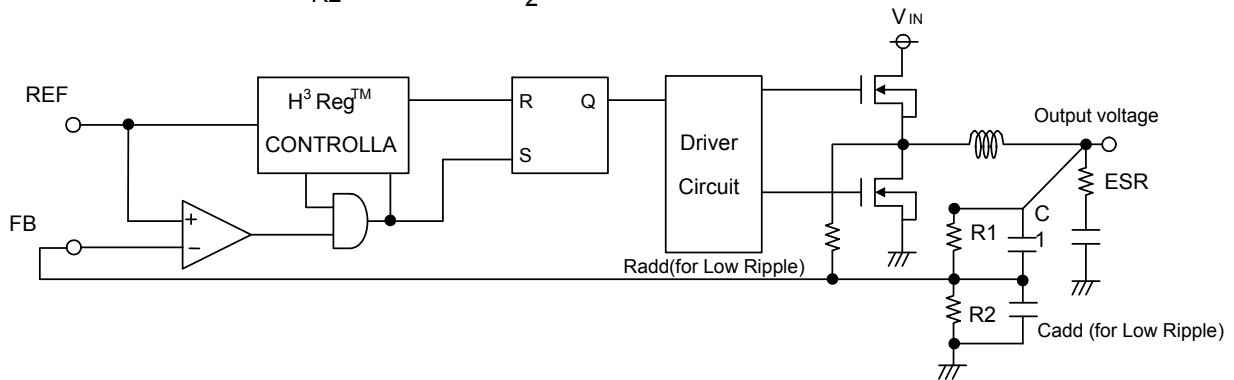 2
V IN
REF
H³ Reg™
CONTROLLA
R
Q
S
Driver
Circuit
Output voltage
ESR
FB
C
1
R1
Radd(for Low Ripple)
R2
Cadd (for Low Ripple)
+
−